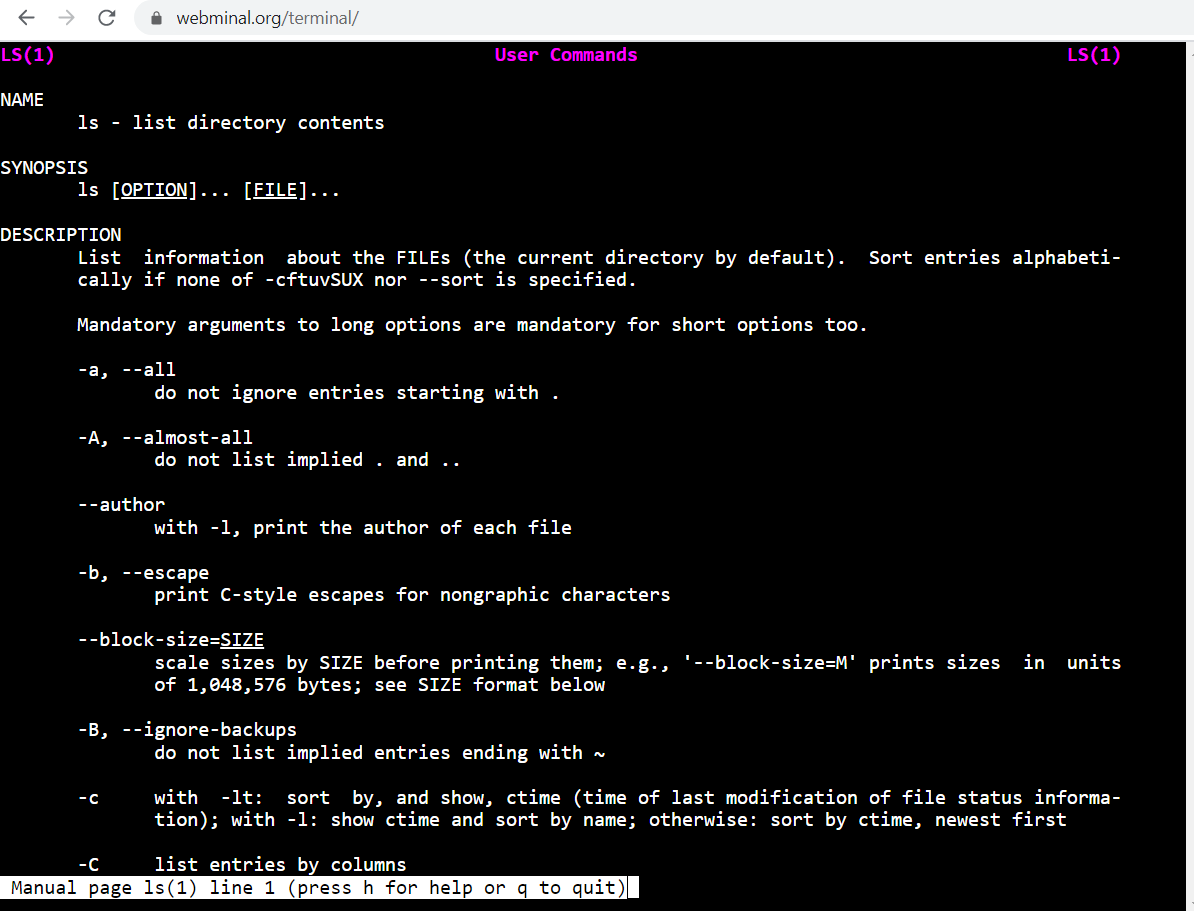 webminal.org/terminal/
LS(1) User Commands LS(1)
NAME
ls - list directory contents
SYNOPSIS
ls [OPTION]... [FILE]...
DESCRIPTION
List information about the FILEs (the current directory by default). Sort entries alphabeti-
cally if none of -cftuvSUX nor --sort is specified.
Mandatory arguments to long options are mandatory for short options too.
-a, --all
do not ignore entries starting with .
-A, --almost-all
do not list implied . and ..
--author
with -l, print the author of each file
-b, --escape
print C-style escapes for nongraphic characters
--block-size=SIZE
scale sizes by SIZE before printing them; e.g., '--block-size=M' prints sizes in units
of 1,048,576 bytes; see SIZE format below
-B, --ignore-backups
do not list implied entries ending with ~
-c with -lt: sort by, and show, ctime (time of last modification of file status informa-
tion); with -l: show ctime and sort by name; otherwise: sort by ctime, newest first
-C list entries by columns
Manual page ls(1) line 1 (press h for help or q to quit)